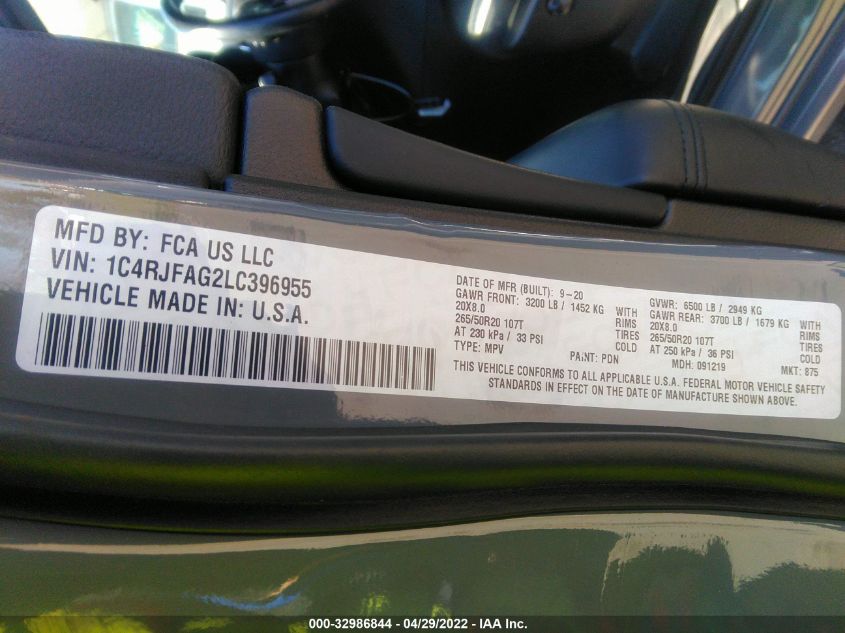 MFD BY: FCA US LLC
VIN: 1C4RJFAG2LC396955
VEHICLE MADE IN: U.S.A.
DATE OF MFR (BUILT): 9-20
GAWR FRONT: 3200 LB / 1452 KG WITH
20X8.0 RIMS
265/50R20 107T TIRES
AT 230 kPa / 33 PSI COLD
TYPE: MPV PAINT: PDN
GVWR: 6500 LB / 2949 KG
GAWR REAR: 3700 LB / 1679 KG WITH
20X8.0 RIMS
265/50R20 107T TIRES
AT 250 kPa / 36 PSI COLD
MDH: 091219 MKT: 875
THIS VEHICLE CONFORMS TO ALL APPLICABLE U.S.A. FEDERAL MOTOR VEHICLE SAFETY
STANDARDS IN EFFECT ON THE DATE OF MANUFACTURE SHOWN ABOVE.
000-32986844 - 04/29/2022 - IAA Inc.